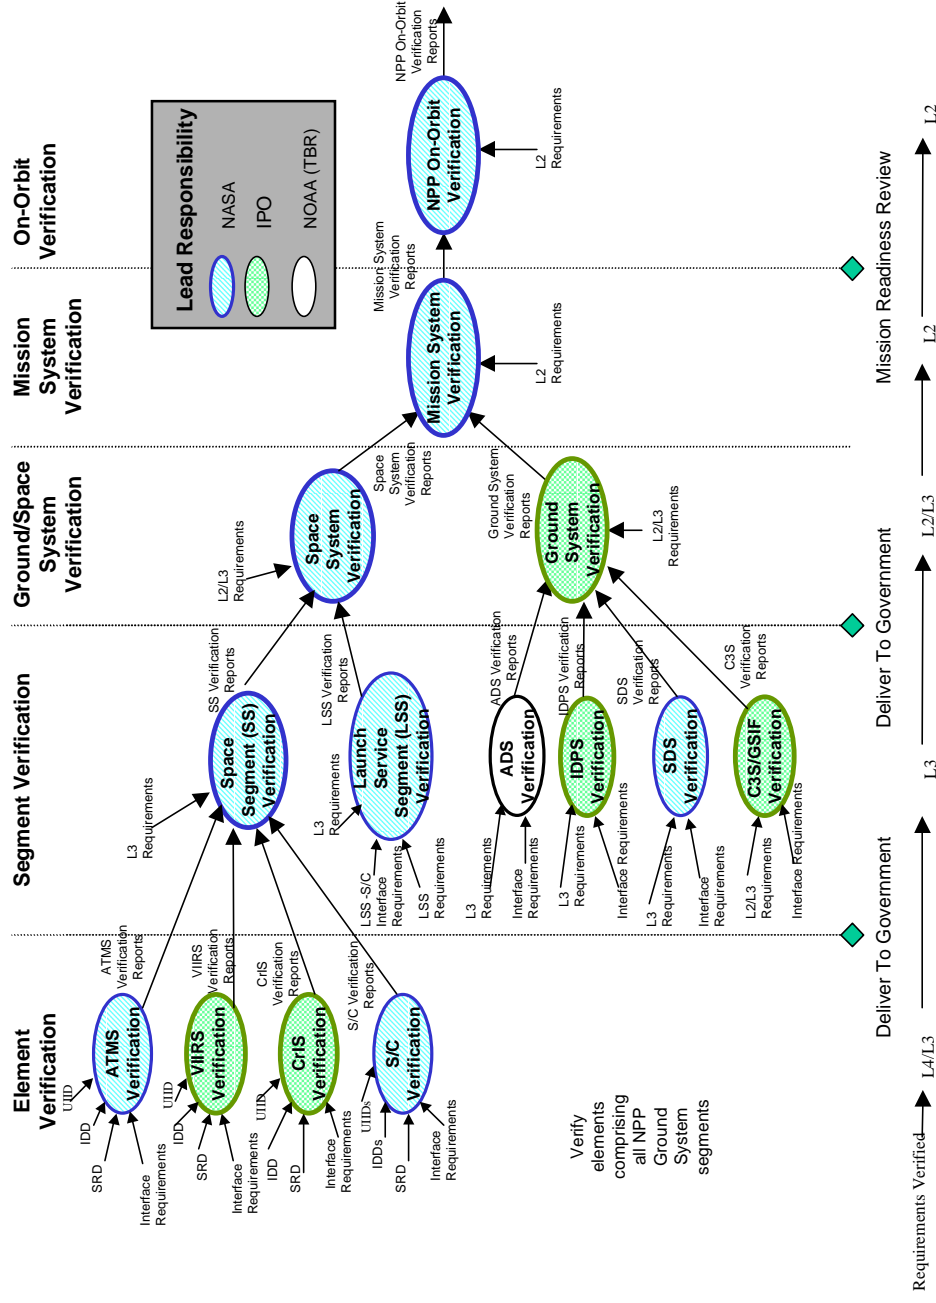 Element
Verification
Segment Verification
Ground/Space
System
Verification
Mission
System
Verification
On-Orbit
Verification
Lead Responsibility
NASA
IPO
NOAA (TBR)
UIID
IDD
SRD
Interface
Requirements
ATMS
Verification
ATMS
Verification
Reports
UIID
IDD
SRD
Interface
Requirements
VIIRS
Verification
VIIRS
Verification
Reports
UIID
IDD
SRD
Interface
Requirements
CrIS
Verification
CrIS
Verification
Reports
UIIDs
IDDs
SRD
Interface
Requirements
S/C
Verification
S/C Verification
Reports
L3
Requirements
Space
Segment (SS)
Verification
SS Verification
Reports
L3
Requirements
LSS -S/C
Interface
Requirements
LSS
Requirements
Launch
Service
Segment (LSS)
Verification
LSS Verification
Reports
L3
Requirements
Interface
Requirements
ADS
Verification
ADS Verification
Reports
L3
Requirements
Interface Requirements
IDPS
Verification
IDPS Verification
Reports
L3
Requirements
Interface
Requirements
SDS
Verification
SDS
Verification
Reports
L2/L3
Requirements
Interface Requirements
C3S/GSIF
Verification
C3S
Verification
Reports
L2/L3
Requirements
Space
System
Verification
Space
System
Verification
Reports
Ground System
Verification
Reports
Ground
System
Verification
L2/L3
Requirements
Mission System
Verification
L2
Requirements
Mission System
Verification
Reports
NPP On-Orbit
Verification
L2
Requirements
NPP On-Orbit
Verification
Reports
Verify
elements
comprising
all NPP
Ground
System
segments
Deliver To Government
Deliver To Government
Mission Readiness Review
Requirements Verified
L4/L3
L3
L2/L3
L2
L2